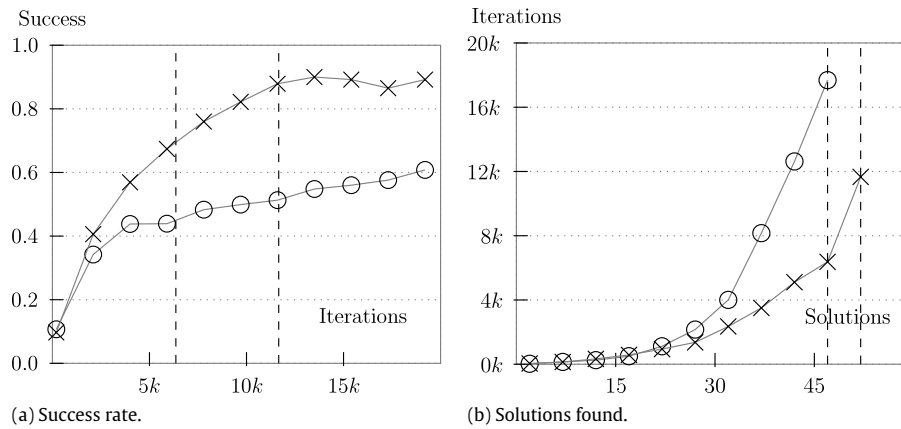 Success
1.0
0.8
0.6
0.4
0.2
0.0
5k
10k
15k
Iterations
(a) Success rate.
Iterations
20k
16k
12k
8k
4k
0k
15
30
45
Solutions
(b) Solutions found.